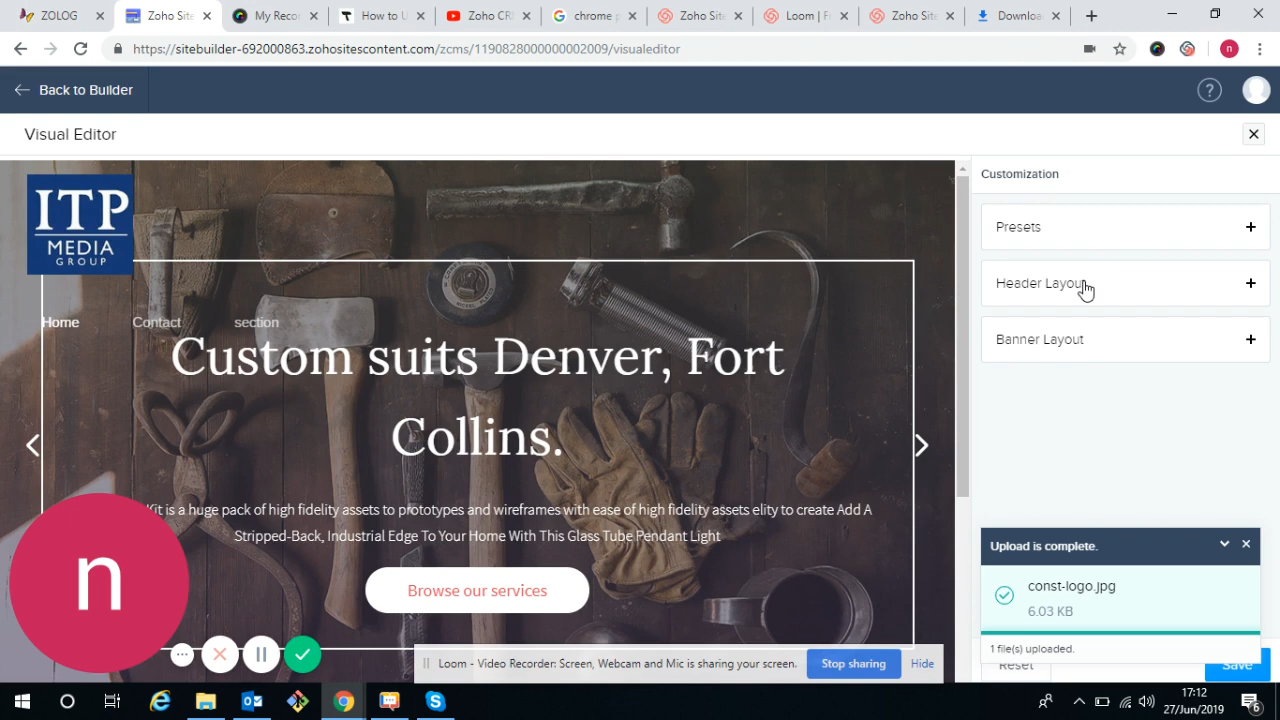 ZOLOG
Zoho Site
My Reco
How to U
Zoho CR
chrome p
Zoho Site
Loom | F
Zoho Site
Downloa
https://sitebuilder-692000863.zohositescontent.com/zcms/1190828000000002009/visualeditor
n
Back to Builder
?
Visual Editor
Customization
Presets
Header Layout
Banner Layout
ITP
MEDIA
GROUP
Home
Contact
section
Custom suits Denver, Fort
Collins.
Kit is a huge pack of high fidelity assets to prototypes and wireframes with ease of high fidelity assets elity to create Add A
Stripped-Back, Industrial Edge To Your Home With This Glass Tube Pendant Light
Browse our services
n
Upload is complete.
const-logo.jpg
6.03 KB
1 file(s) uploaded.
Reset
Save
Loom - Video Recorder: Screen, Webcam and Mic is sharing your screen.
Stop sharing
Hide
17:12
27/Jun/2019
6